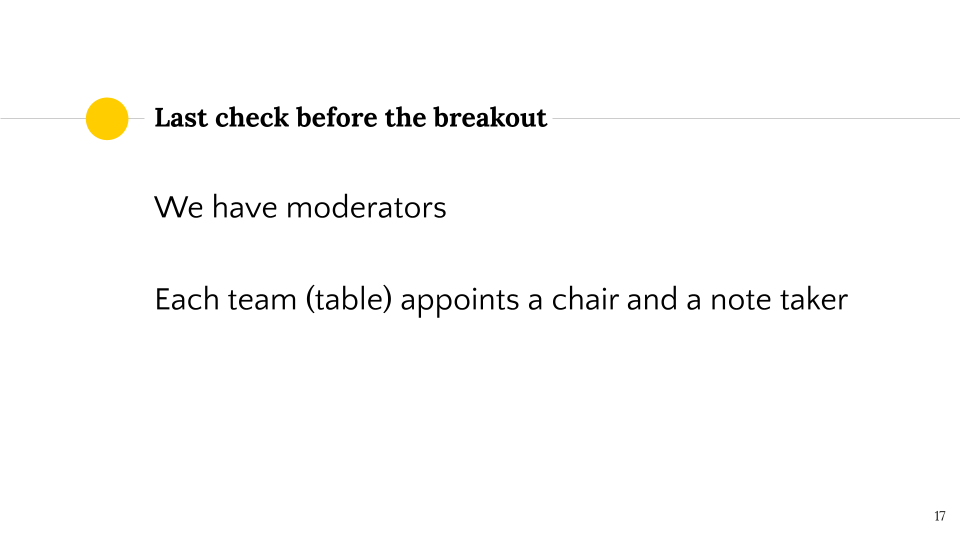 Last check before the breakout
We have moderators
Each team (table) appoints a chair and a note taker
17